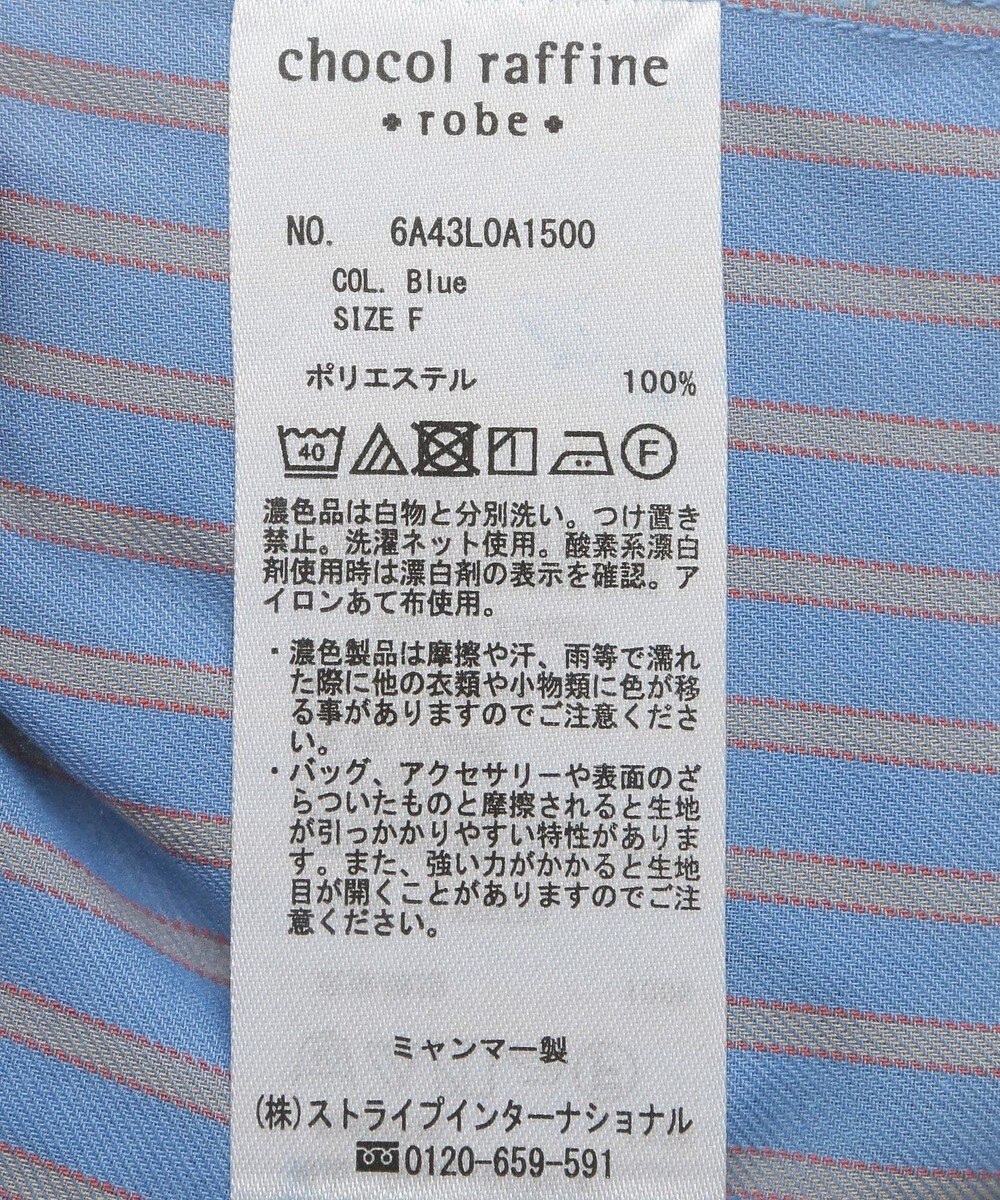 chocol raffine
robe
NO. 6A43L0A1500
COL. Blue
SIZE F
ポリエステル 100%
40 F
濃色品は白物と分別洗い。つけ置き
禁止。洗濯ネット使用。酸素系漂白
剤使用時は漂白剤の表示を確認。ア
イロンあて布使用。
・濃色製品は摩擦や汗、雨等で濡れ
た際に他の衣類や小物類に色が移
る事がありますのでご注意くださ
い。
・バッグ、アクセサリーや表面のざ
らついたものと摩擦されると生地
が引っかかりやすい特性がありま
す。また、強い力がかかると生地
目が開くことがありますのでご注
意ください。
ミャンマー製
(株)ストライプインターナショナル
0120-659-591